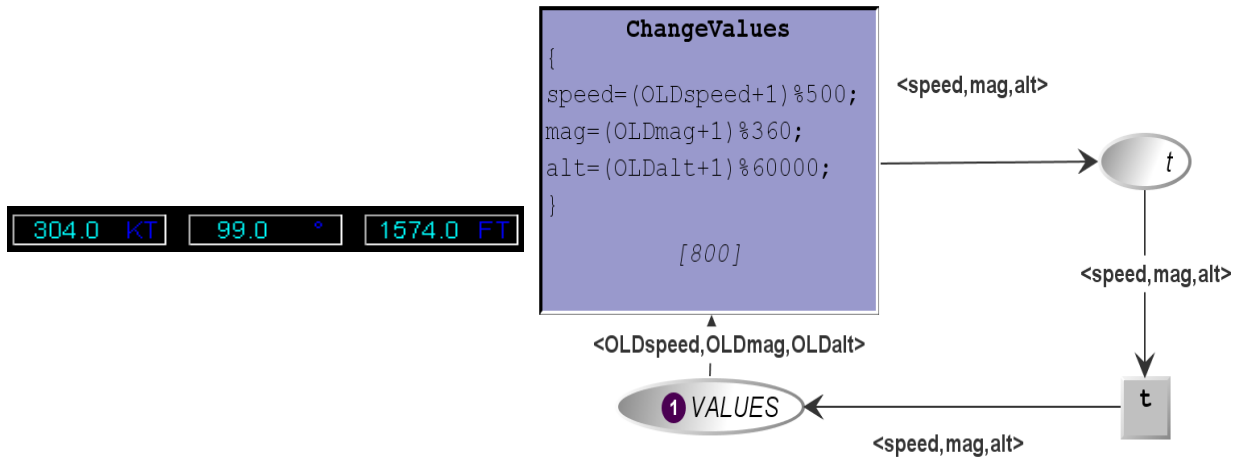 304.0 KT
99.0 °
1574.0 FT
ChangeValues
{
speed=(OLDspeed+1)%500;
mag=(OLDmag+1)%360;
alt=(OLDalt+1)%60000;
}
[800]
<speed,mag,alt>
t
<speed,mag,alt>
<OLDspeed,OLDmag,OLDalt>
1 VALUES
t
<speed,mag,alt>